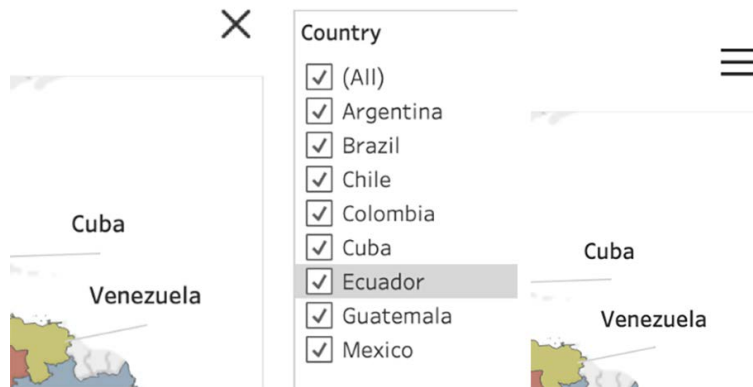 Country
(All)
Argentina
Brazil
Chile
Colombia
Cuba
Ecuador
Guatemala
Mexico
Cuba
Venezuela
Cuba
Venezuela